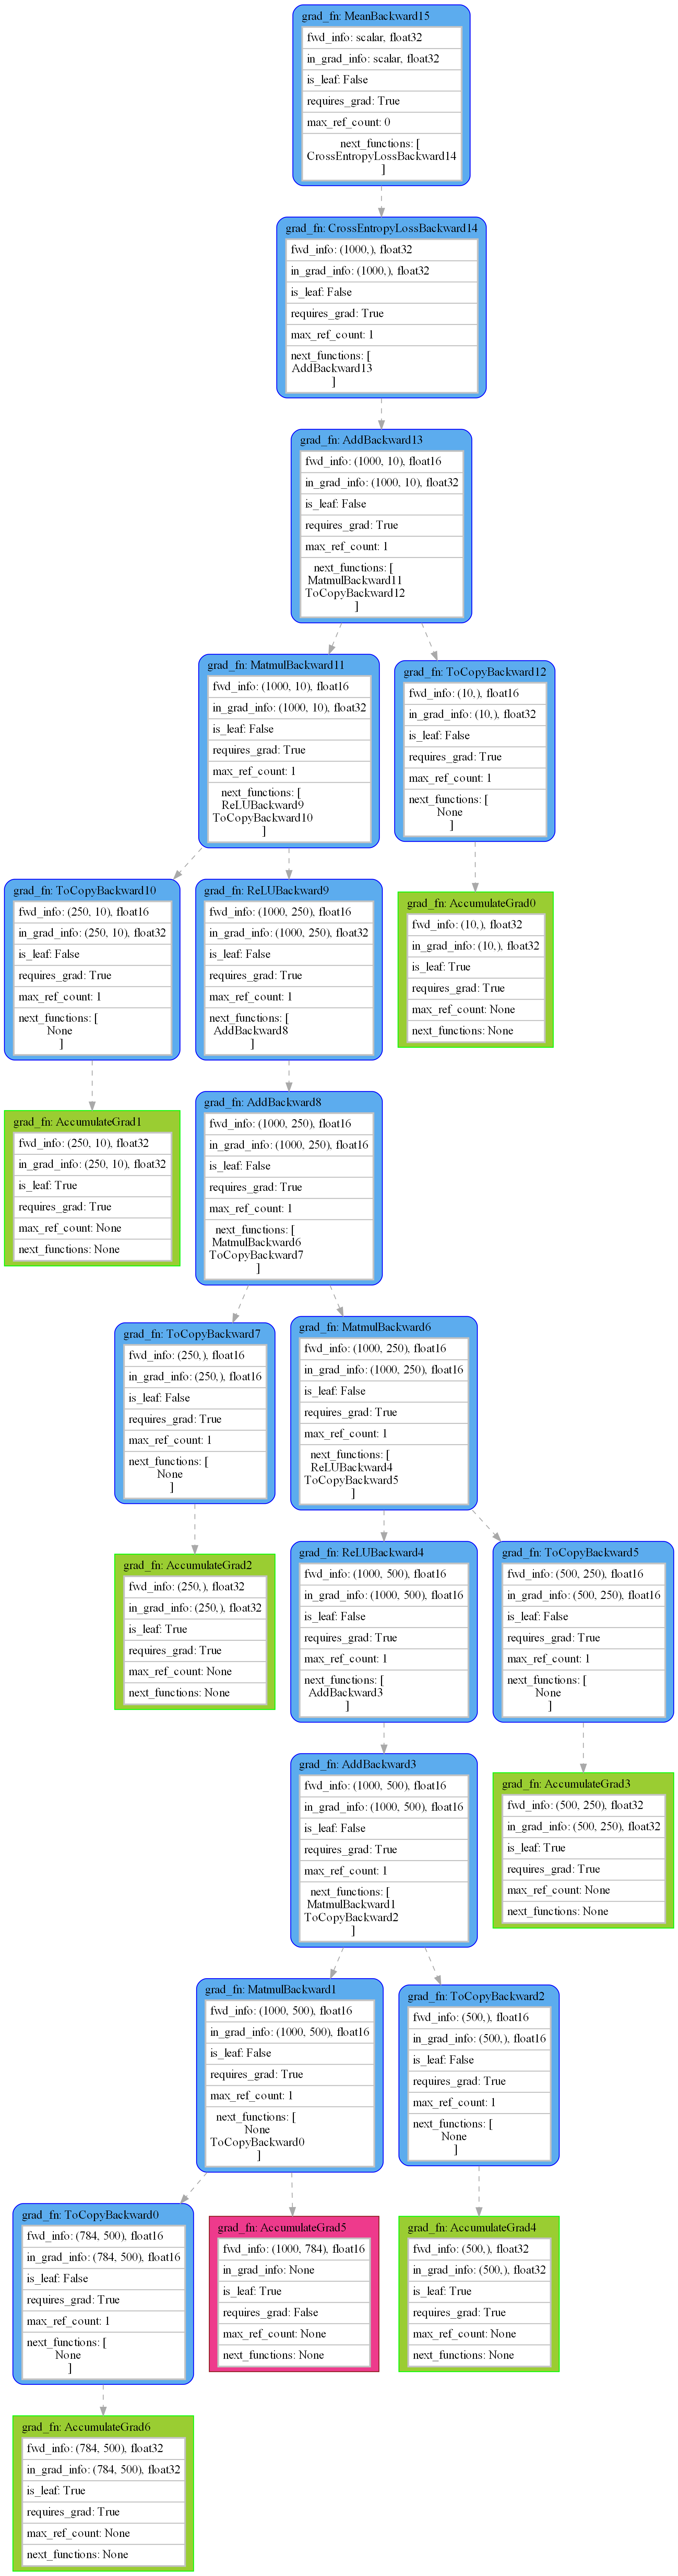 grad_fn: MeanBackward15
fwd_info: scalar, float32
in_grad_info: scalar, float32
is_leaf: False
requires_grad: True
max_ref_count: 0
next_functions: [
CrossEntropyLossBackward14
]
grad_fn: CrossEntropyLossBackward14
fwd_info: (1000,), float32
in_grad_info: (1000,), float32
is_leaf: False
requires_grad: True
max_ref_count: 1
next_functions: [
AddBackward13
]
grad_fn: AddBackward13
fwd_info: (1000, 10), float16
in_grad_info: (1000, 10), float32
is_leaf: False
requires_grad: True
max_ref_count: 1
next_functions: [
MatmulBackward11
ToCopyBackward12
]
grad_fn: MatmulBackward11
fwd_info: (1000, 10), float16
in_grad_info: (1000, 10), float32
is_leaf: False
requires_grad: True
max_ref_count: 1
next_functions: [
ReLUBackward9
ToCopyBackward10
]
grad_fn: ToCopyBackward12
fwd_info: (10,), float16
in_grad_info: (10,), float32
is_leaf: False
requires_grad: True
max_ref_count: 1
next_functions: [
None
]
grad_fn: ToCopyBackward10
fwd_info: (250, 10), float16
in_grad_info: (250, 10), float32
is_leaf: False
requires_grad: True
max_ref_count: 1
next_functions: [
None
]
grad_fn: ReLUBackward9
fwd_info: (1000, 250), float16
in_grad_info: (1000, 250), float32
is_leaf: False
requires_grad: True
max_ref_count: 1
next_functions: [
AddBackward8
]
grad_fn: AccumulateGrad0
fwd_info: (10,), float32
in_grad_info: (10,), float32
is_leaf: True
requires_grad: True
max_ref_count: None
next_functions: None
grad_fn: AccumulateGrad1
fwd_info: (250, 10), float32
in_grad_info: (250, 10), float32
is_leaf: True
requires_grad: True
max_ref_count: None
next_functions: None
grad_fn: AddBackward8
fwd_info: (1000, 250), float16
in_grad_info: (1000, 250), float16
is_leaf: False
requires_grad: True
max_ref_count: 1
next_functions: [
MatmulBackward6
ToCopyBackward7
]
grad_fn: ToCopyBackward7
fwd_info: (250,), float16
in_grad_info: (250,), float16
is_leaf: False
requires_grad: True
max_ref_count: 1
next_functions: [
None
]
grad_fn: MatmulBackward6
fwd_info: (1000, 250), float16
in_grad_info: (1000, 250), float16
is_leaf: False
requires_grad: True
max_ref_count: 1
next_functions: [
ReLUBackward4
ToCopyBackward5
]
grad_fn: AccumulateGrad2
fwd_info: (250,), float32
in_grad_info: (250,), float32
is_leaf: True
requires_grad: True
max_ref_count: None
next_functions: None
grad_fn: ReLUBackward4
fwd_info: (1000, 500), float16
in_grad_info: (1000, 500), float16
is_leaf: False
requires_grad: True
max_ref_count: 1
next_functions: [
AddBackward3
]
grad_fn: ToCopyBackward5
fwd_info: (500, 250), float16
in_grad_info: (500, 250), float16
is_leaf: False
requires_grad: True
max_ref_count: 1
next_functions: [
None
]
grad_fn: AddBackward3
fwd_info: (1000, 500), float16
in_grad_info: (1000, 500), float16
is_leaf: False
requires_grad: True
max_ref_count: 1
next_functions: [
MatmulBackward1
ToCopyBackward2
]
grad_fn: AccumulateGrad3
fwd_info: (500, 250), float32
in_grad_info: (500, 250), float32
is_leaf: True
requires_grad: True
max_ref_count: None
next_functions: None
grad_fn: MatmulBackward1
fwd_info: (1000, 500), float16
in_grad_info: (1000, 500), float16
is_leaf: False
requires_grad: True
max_ref_count: 1
next_functions: [
None
ToCopyBackward0
]
grad_fn: ToCopyBackward2
fwd_info: (500,), float16
in_grad_info: (500,), float16
is_leaf: False
requires_grad: True
max_ref_count: 1
next_functions: [
None
]
grad_fn: ToCopyBackward0
fwd_info: (784, 500), float16
in_grad_info: (784, 500), float16
is_leaf: False
requires_grad: True
max_ref_count: 1
next_functions: [
None
]
grad_fn: AccumulateGrad5
fwd_info: (1000, 784), float16
in_grad_info: None
is_leaf: True
requires_grad: False
max_ref_count: None
next_functions: None
grad_fn: AccumulateGrad4
fwd_info: (500,), float32
in_grad_info: (500,), float32
is_leaf: True
requires_grad: True
max_ref_count: None
next_functions: None
grad_fn: AccumulateGrad6
fwd_info: (784, 500), float32
in_grad_info: (784, 500), float32
is_leaf: True
requires_grad: True
max_ref_count: None
next_functions: None